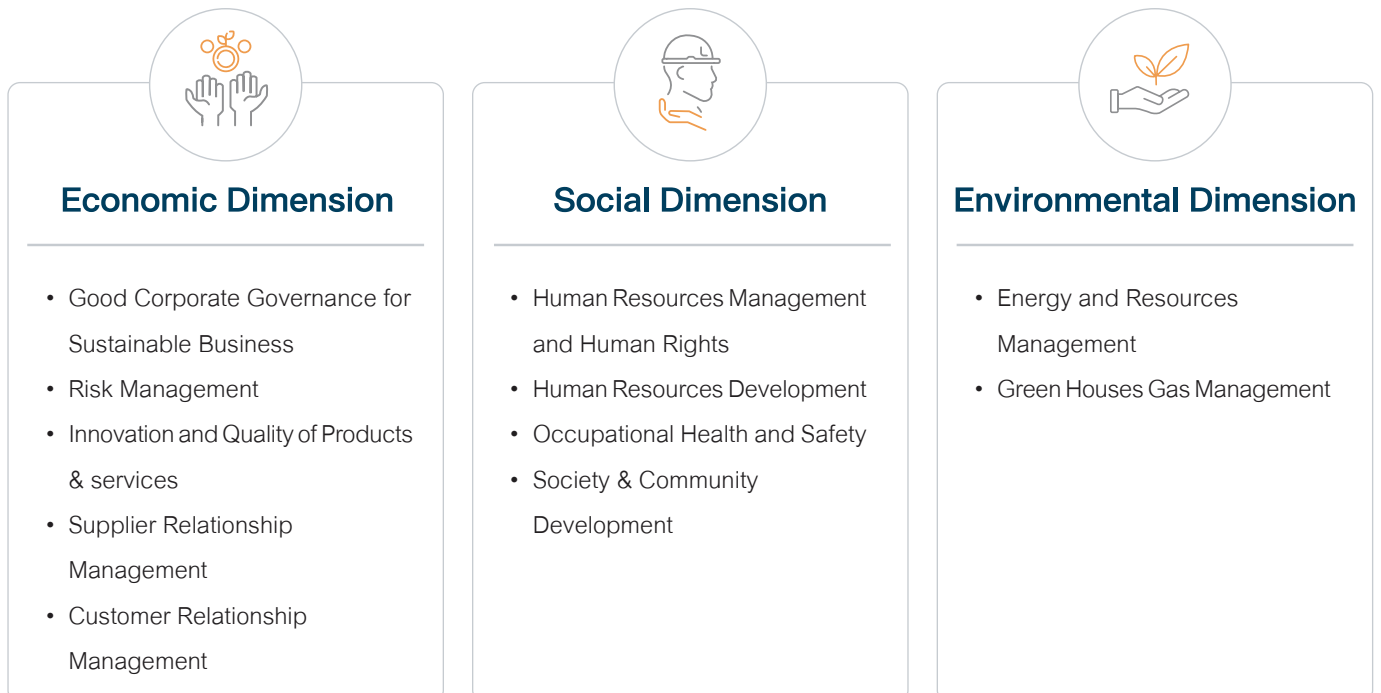 Economic Dimension
• Good Corporate Governance for
Sustainable Business
• Risk Management
• Innovation and Quality of Products
& services
• Supplier Relationship
Management
• Customer Relationship
Management
Social Dimension
• Human Resources Management
and Human Rights
• Human Resources Development
• Occupational Health and Safety
• Society & Community
Development
Environmental Dimension
• Energy and Resources
Management
• Green Houses Gas Management